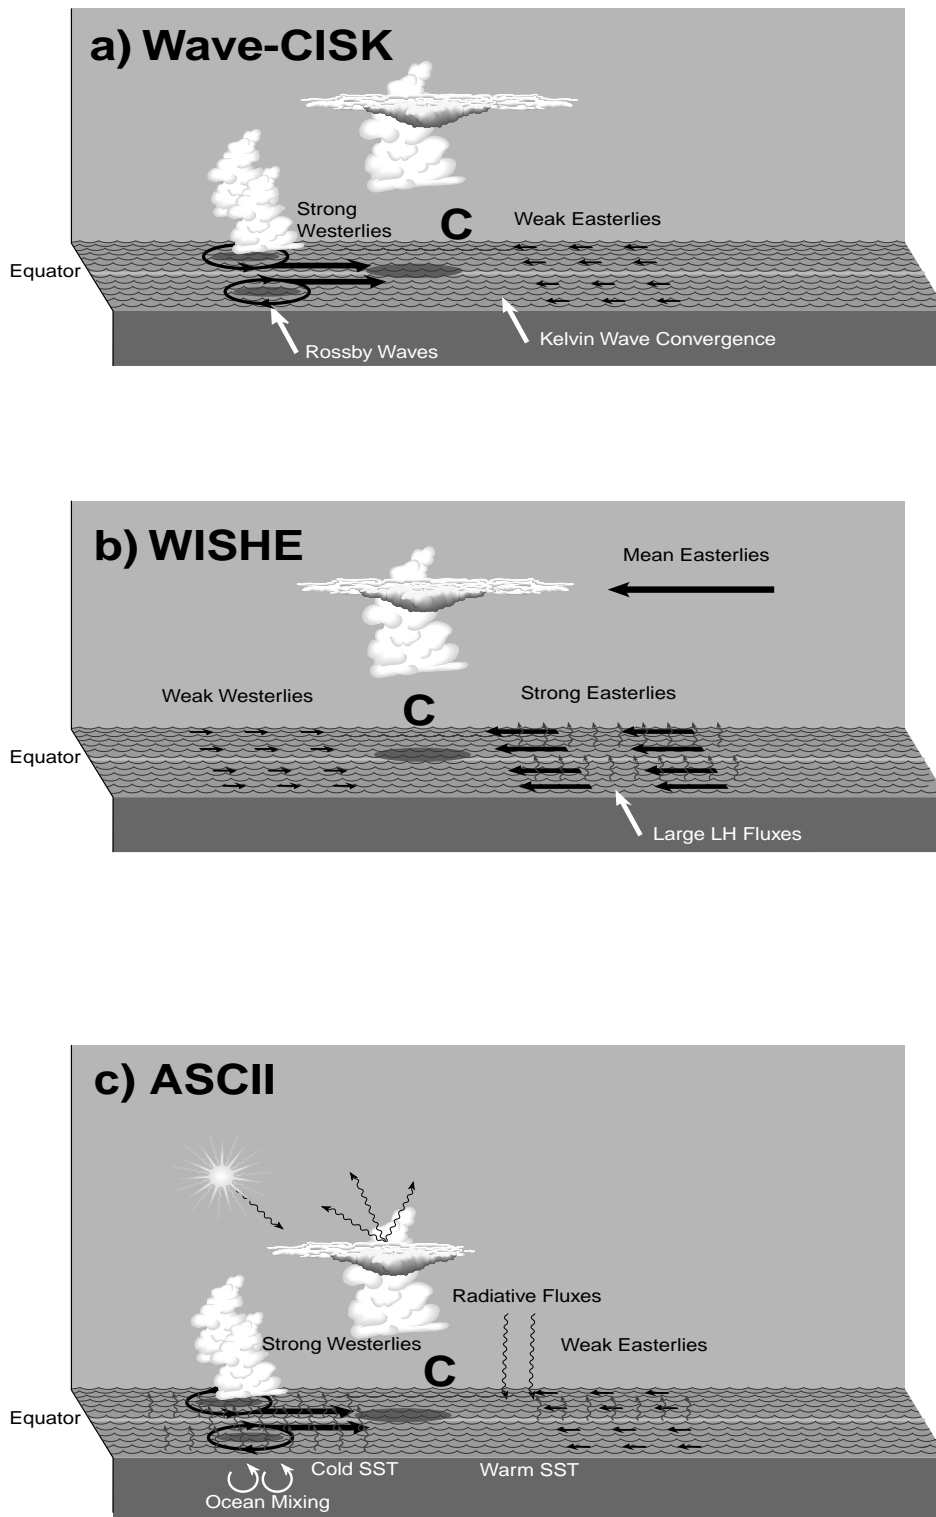 a) Wave-CISK
Strong
Westerlies
C
Weak Easterlies
Equator
Kelvin Wave Convergence
Rossby Waves
b) WISHE
Mean Easterlies
Weak Westerlies
Strong Easterlies
C
Equator
Large LH Fluxes
c) ASCII
Radiative Fluxes
Strong Westerlies
Weak Easterlies
C
Equator
Cold SST
Warm SST
Ocean Mixing